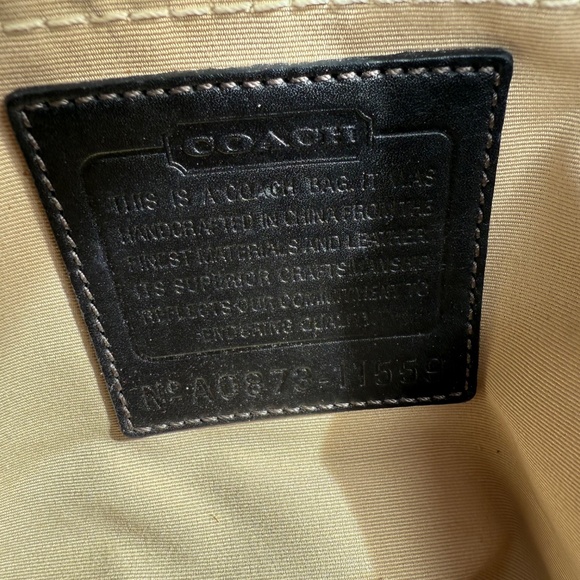 COACH
THIS IS A COACH BAG. IT WAS
HANDCRAFTED IN CHINA FROM THE
FINEST MATERIALS AND LEATHER.
ITS SUPERIOR CRAFTSMANSHIP
REFLECTS OUR COMMITMENT TO
ENDURING QUALITY.
No A0873-11559